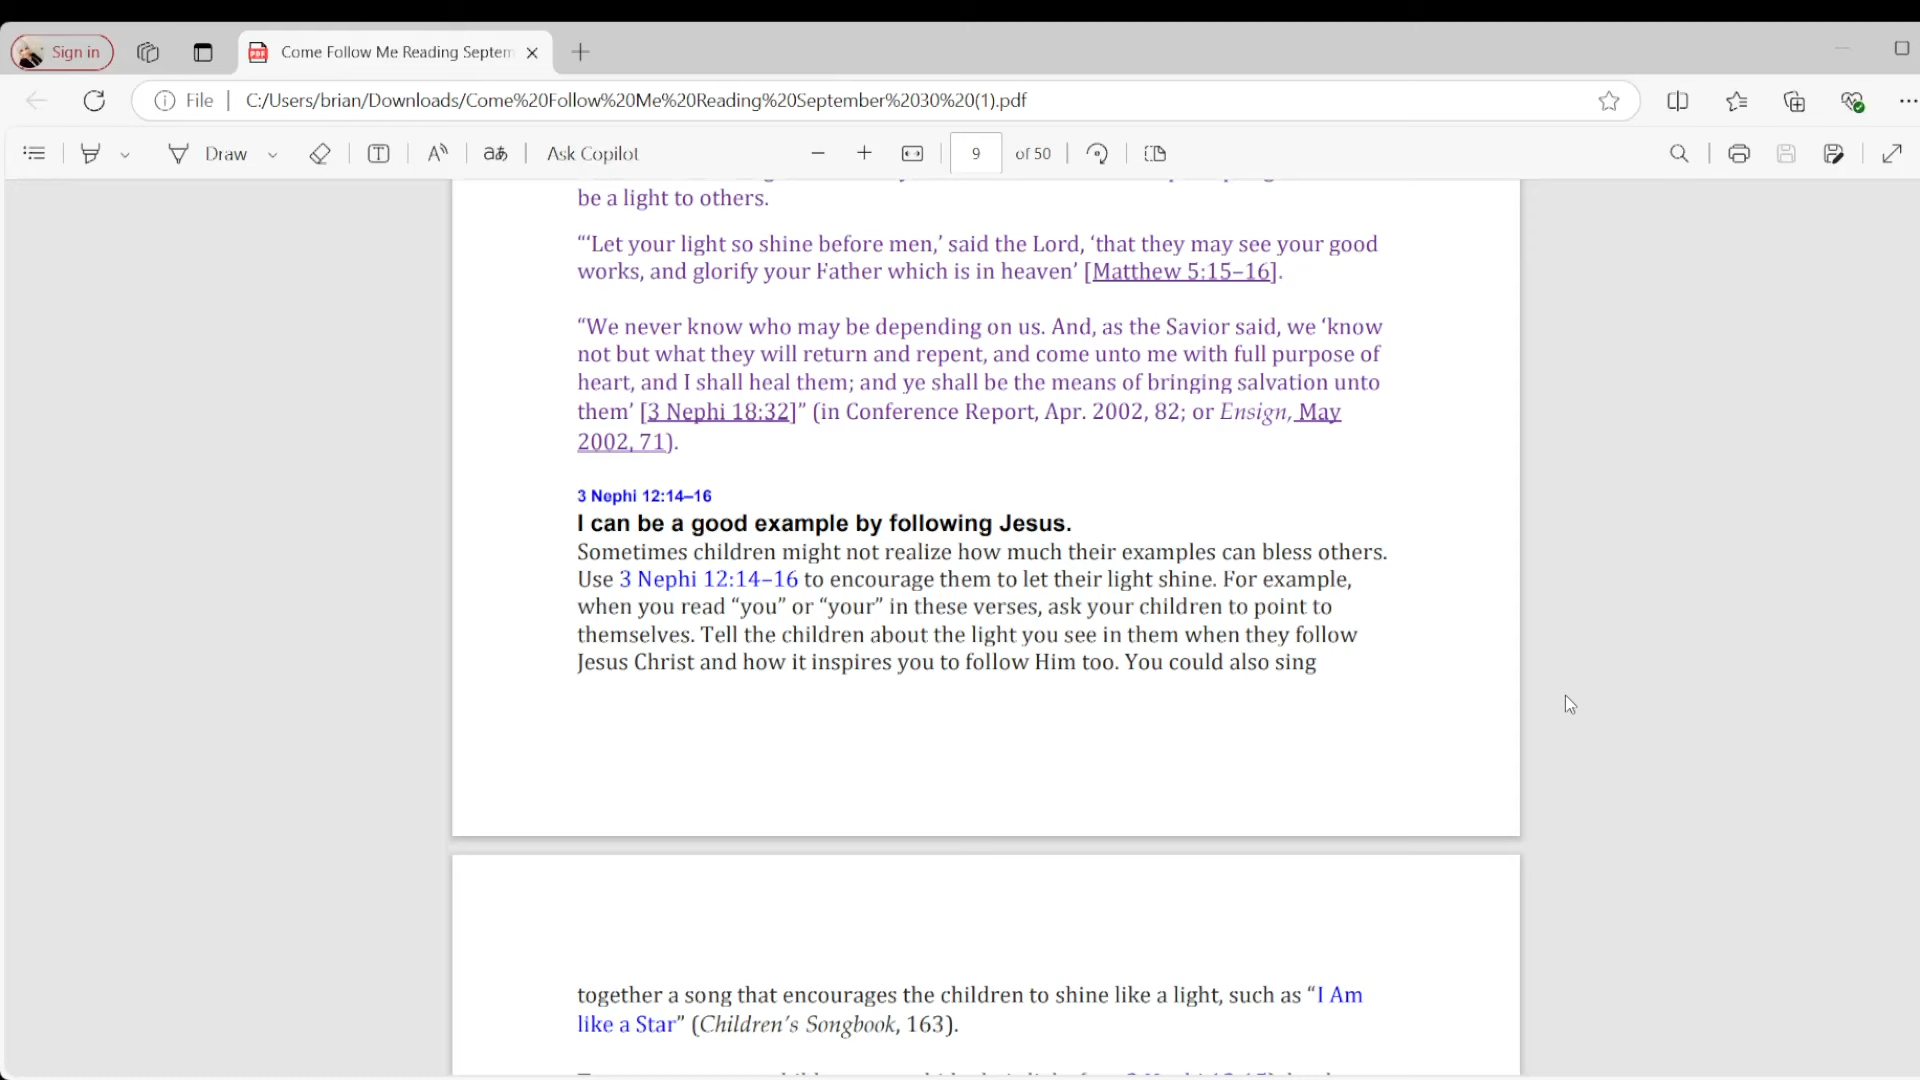 Sign in
Come Follow Me Reading Septem
File
C:/Users/brian/Downloads/Come%20Follow%20Me%20Reading%20September%2030%20(1).pdf
Draw
Ask Copilot
9 of 50
be a light to others.
“‘Let your light so shine before men,’ said the Lord, ‘that they may see your good
works, and glorify your Father which is in heaven’ [Matthew 5:15–16].
“We never know who may be depending on us. And, as the Savior said, we ‘know
not but what they will return and repent, and come unto me with full purpose of
heart, and I shall heal them; and ye shall be the means of bringing salvation unto
them’ [3 Nephi 18:32]” (in Conference Report, Apr. 2002, 82; or Ensign, May
2002, 71).
3 Nephi 12:14–16
I can be a good example by following Jesus.
Sometimes children might not realize how much their examples can bless others.
Use 3 Nephi 12:14–16 to encourage them to let their light shine. For example,
when you read “you” or “your” in these verses, ask your children to point to
themselves. Tell the children about the light you see in them when they follow
Jesus Christ and how it inspires you to follow Him too. You could also sing
together a song that encourages the children to shine like a light, such as “I Am
like a Star” (Children’s Songbook, 163).